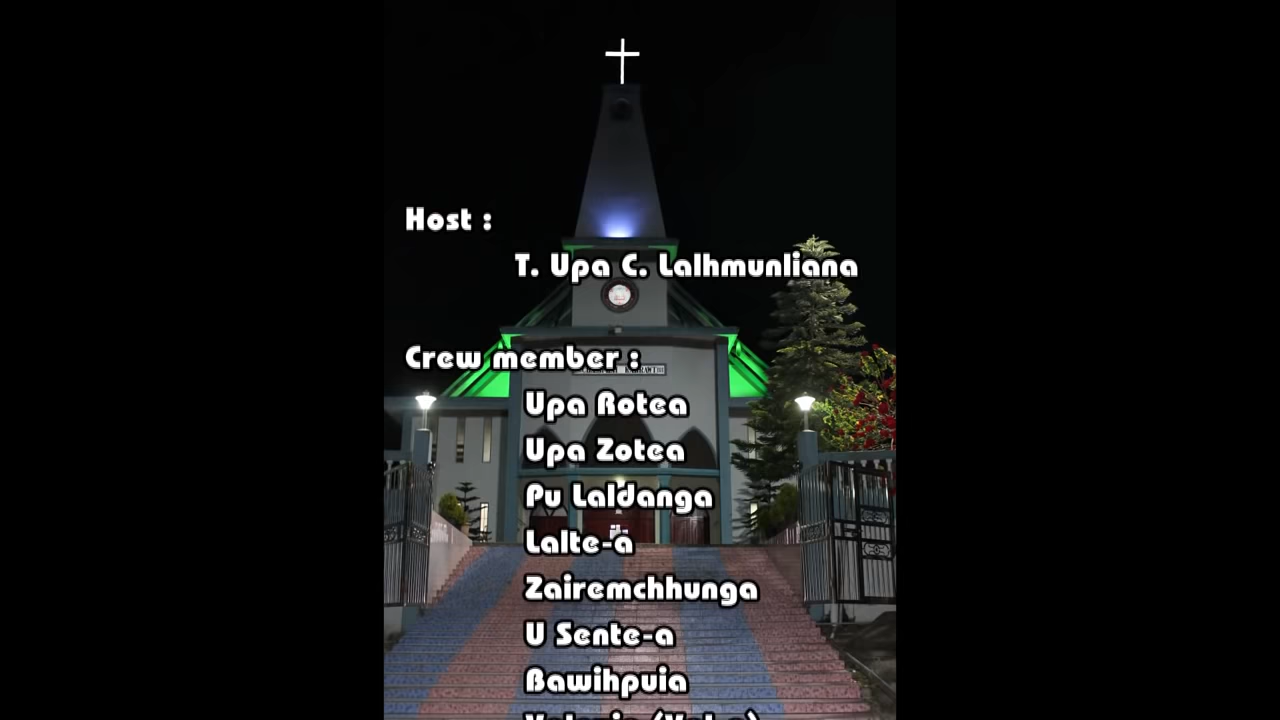 Host :
T. Upa C. Lalhmunliana
Crew member :
Upa Rotea
Upa Zotea
Pu Laldanga
Lalte-a
Zairemchhunga
U Sente-a
Bawihpuia